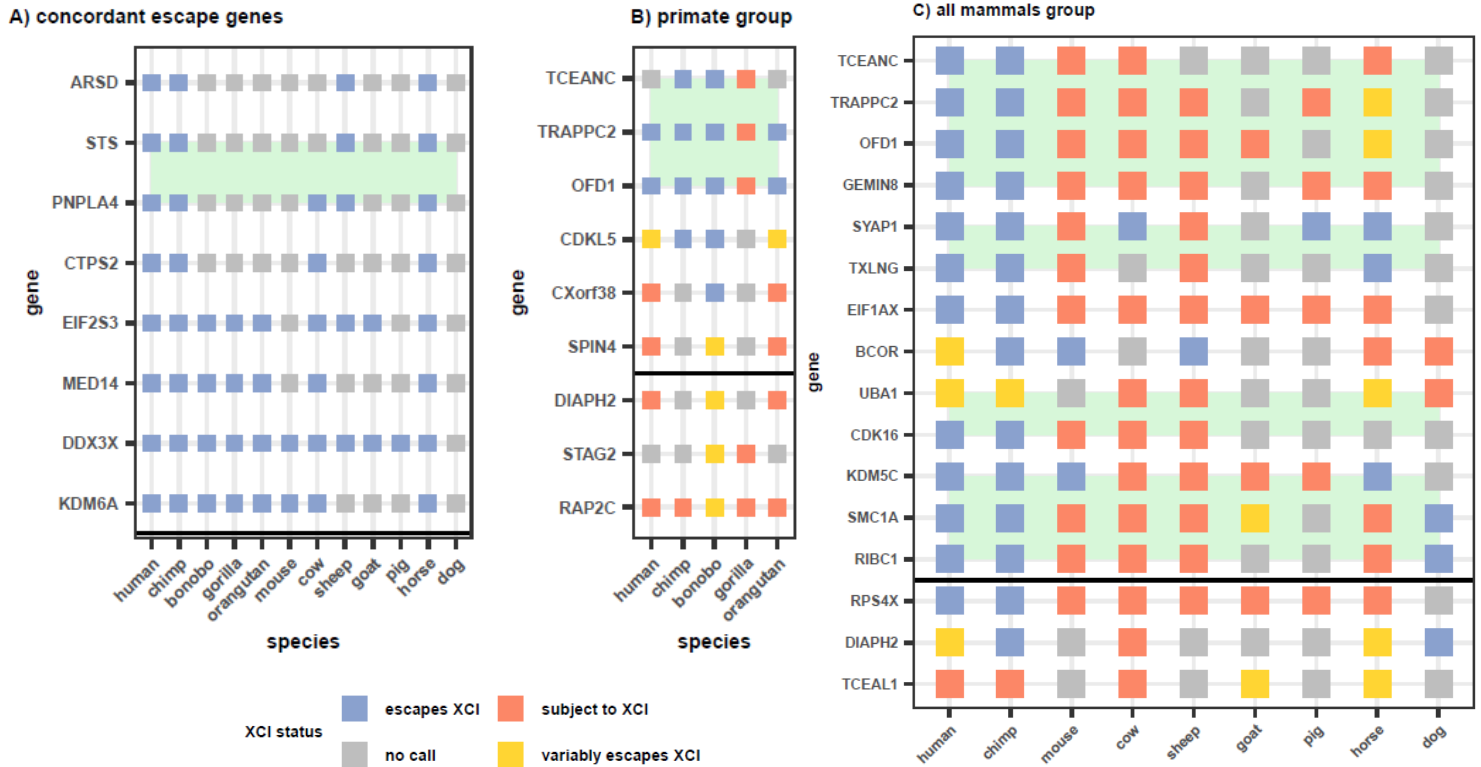 A) concordant escape genes
ARSD
STS
PNPLA4
CTPS2
EIF2S3
MED14
DDX3X
KDM6A
gene
human
chimp
bonobo
gorilla
orangutan
mouse
cow
sheep
goat
pig
horse
dog
species
B) primate group
TCEANC
TRAPPC2
OFD1
CDKL5
CXorf38
SPIN4
DIAPH2
STAG2
RAP2C
gene
human
chimp
bonobo
gorilla
orangutan
species
C) all mammals group
TCEANC
TRAPPC2
OFD1
GEMIN8
SYAP1
TXLNG
EIF1AX
BCOR
UBA1
CDK16
KDM5C
SMC1A
RIBC1
RPS4X
DIAPH2
TCEAL1
gene
human
chimp
mouse
cow
sheep
goat
pig
horse
dog
XCI status
escapes XCI
subject to XCI
no call
variably escapes XCI